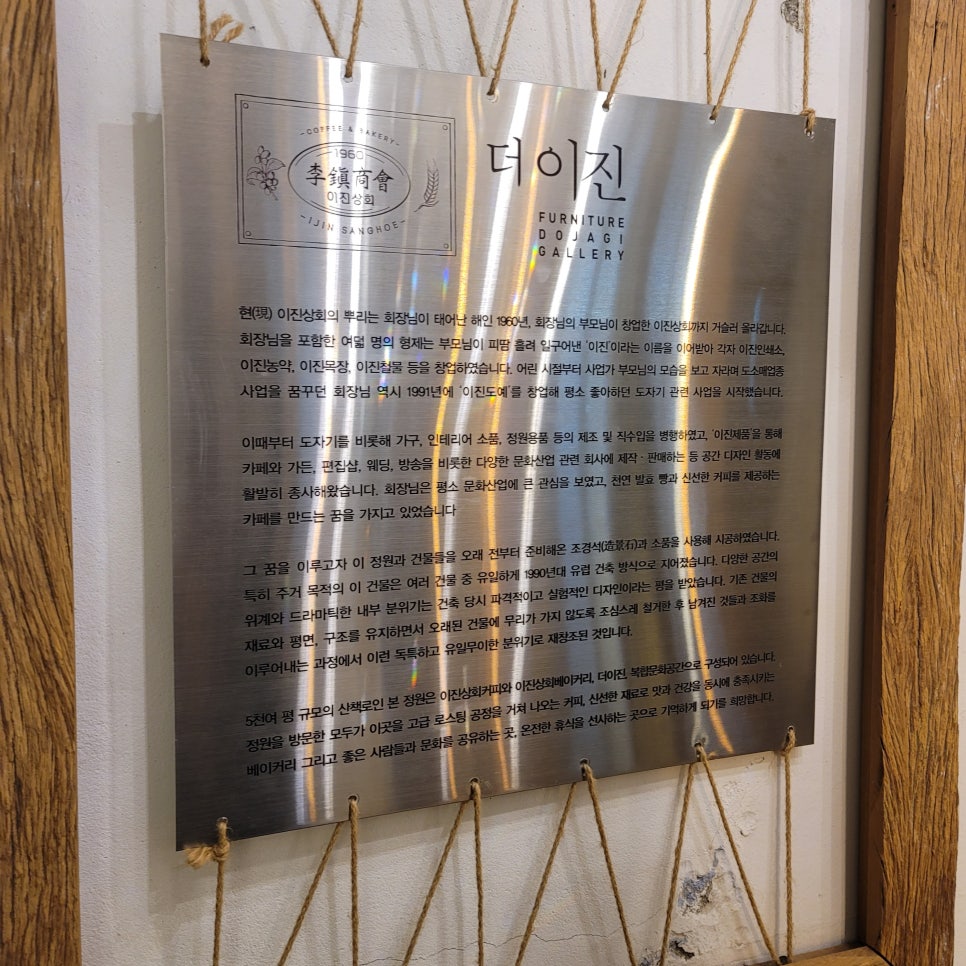 -COFFEE & BAKERY-
1960
李鎭商會
이진상회
-IJIN SANGHOE-
더이진
FURNITURE
DOJAGI
GALLERY
현(現) 이진상회의 뿌리는 회장님이 태어난 해인 1960년, 회장님의 부모님이 창업한 이진상회까지 거슬러 올라갑니다.
회장님을 포함한 여덟 명의 형제는 부모님이 피땀 흘려 일구어낸 '이진'이라는 이름을 이어받아 각자 이진인쇄소,
이진농약, 이진목장, 이진철물 등을 창업하였습니다. 어린 시절부터 사업가 부모님의 모습을 보고 자라며 도소매업종
사업을 꿈꾸던 회장님 역시 1991년에 '이진도예'를 창업해 평소 좋아하던 도자기 관련 사업을 시작했습니다.
이때부터 도자기를 비롯해 가구, 인테리어 소품, 정원용품 등의 제조 및 직수입을 병행하였고, '이진제품'을 통해
카페와 가든, 편집샵, 웨딩, 방송을 비롯한 다양한 문화산업 관련 회사에 제작 · 판매하는 등 공간 디자인 활동에
활발히 종사해왔습니다. 회장님은 평소 문화산업에 큰 관심을 보였고, 천연 발효 빵과 신선한 커피를 제공하는
카페를 만드는 꿈을 가지고 있었습니다
그 꿈을 이루고자 이 정원과 건물들을 오래 전부터 준비해온 조경석(造景石)과 소품을 사용해 시공하였습니다.
특히 주거 목적의 이 건물은 여러 건물 중 유일하게 1990년대 유럽 건축 방식으로 지어졌습니다. 다양한 공간의
위계와 드라마틱한 내부 분위기는 건축 당시 파격적이고 실험적인 디자인이라는 평을 받았습니다. 기존 건물의
재료와 평면, 구조를 유지하면서 오래된 건물에 무리가 가지 않도록 조심스레 철거한 후 남겨진 것들과 조화를
이루어내는 과정에서 이런 독특하고 유일무이한 분위기로 재창조된 것입니다.
5천여 평 규모의 산책로인 본 정원은 이진상회커피와 이진상회베이커리, 더이진, 복합문화공간으로 구성되어 있습니다.
정원을 방문한 모두가 이곳을 고급 로스팅 공정을 거쳐 나오는 커피, 신선한 재료로 맛과 건강을 동시에 충족시키는
베이커리 그리고 좋은 사람들과 문화를 공유하는 곳, 온전한 휴식을 선사하는 곳으로 기억하게 되기를 희망합니다.